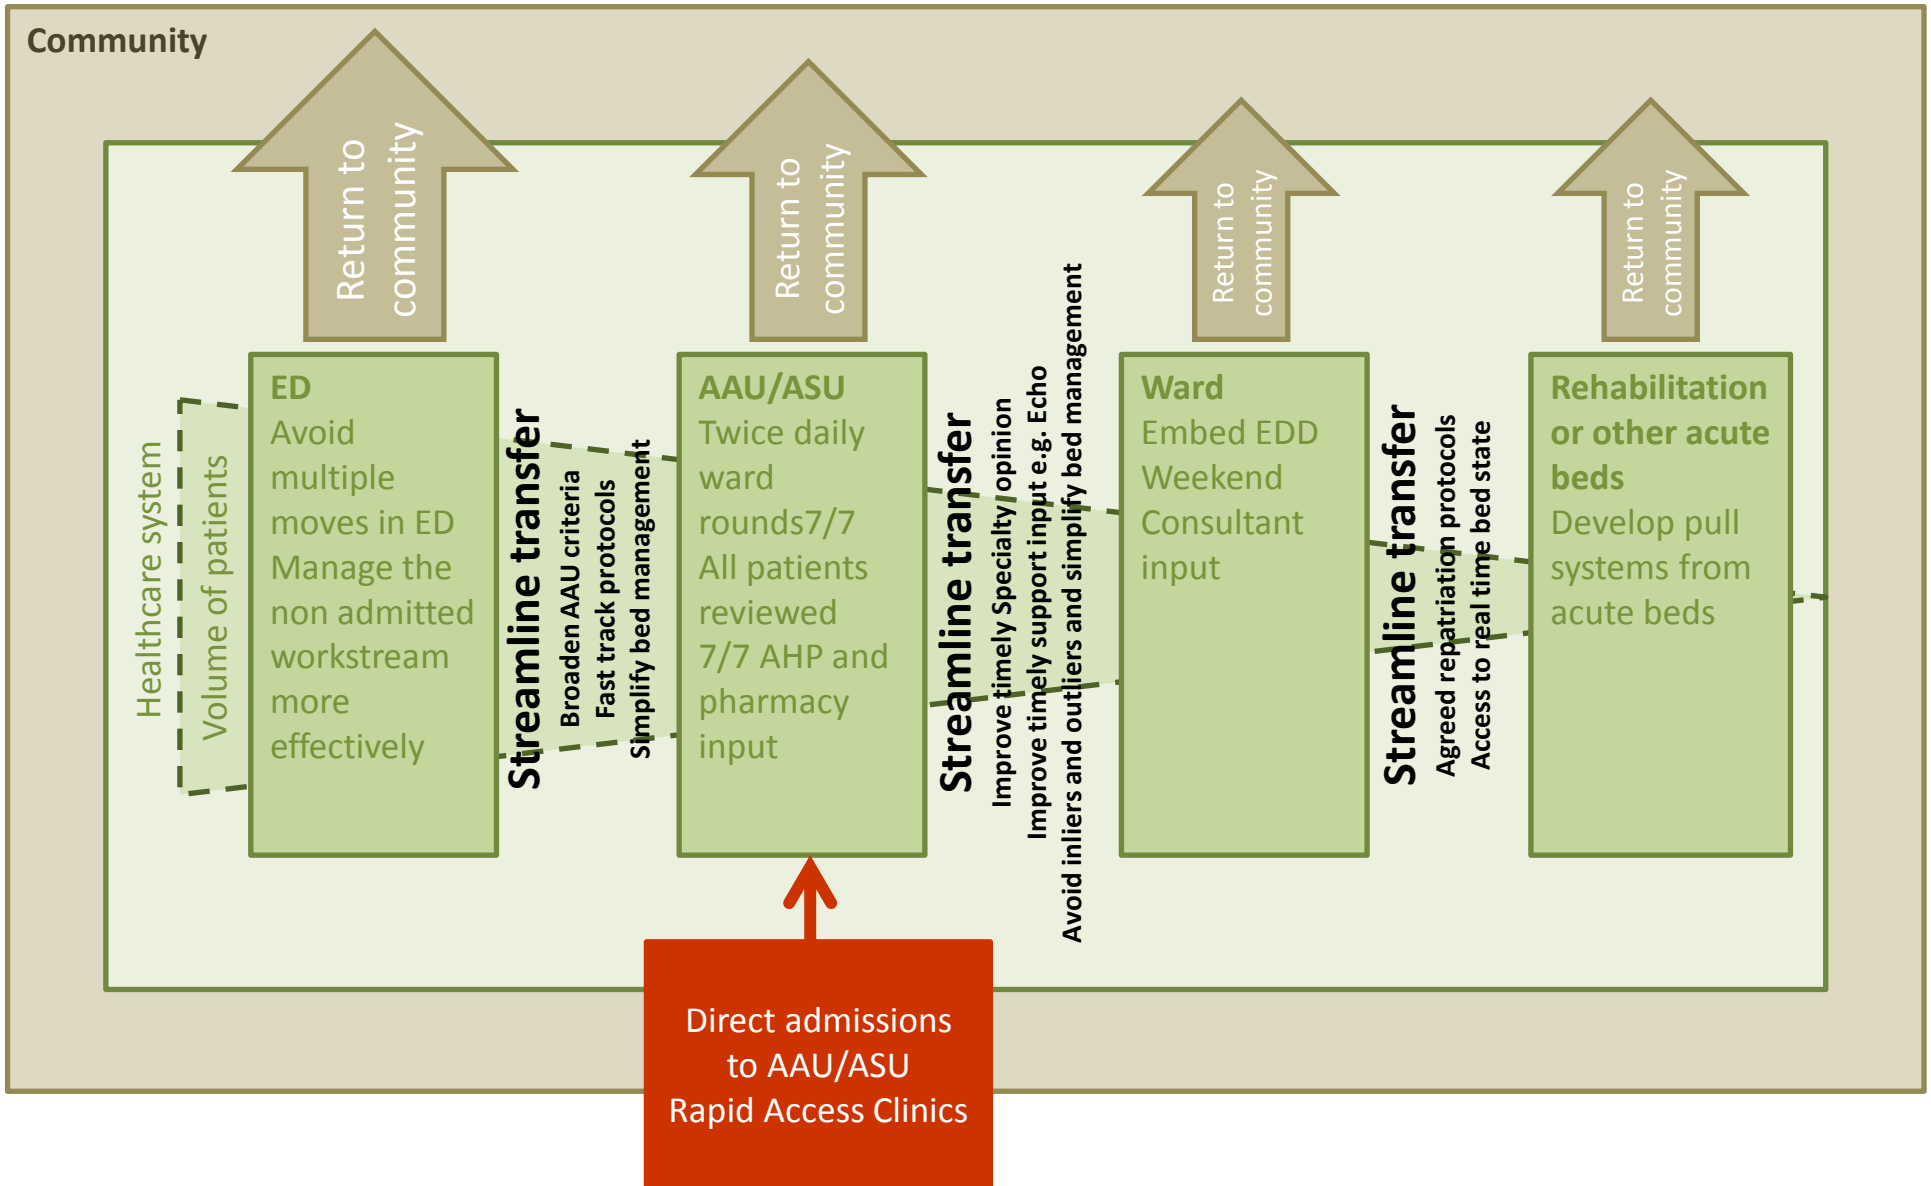 Community
Return to
community
Return to
community
Return to
community
Return to
community
Healthcare system
Volume of patients
ED
Avoid
multiple
moves in ED
Manage the
non admitted
workstream
more
effectively
Streamline transfer
Broaden AAU criteria
Fast track protocols
Simplify bed management
AAU/ASU
Twice daily
ward
rounds7/7
All patients
reviewed
7/7 AHP and
pharmacy
input
Streamline transfer
Improve timely Specialty opinion
Improve timely support input e.g. Echo
Avoid inliers and outliers and simplify bed management
Ward
Embed EDD
Weekend
Consultant
input
Streamline transfer
Agreed repatriation protocols
Access to real time bed state
Rehabilitation
or other acute
beds
Develop pull
systems from
acute beds
Direct admissions
to AAU/ASU
Rapid Access Clinics